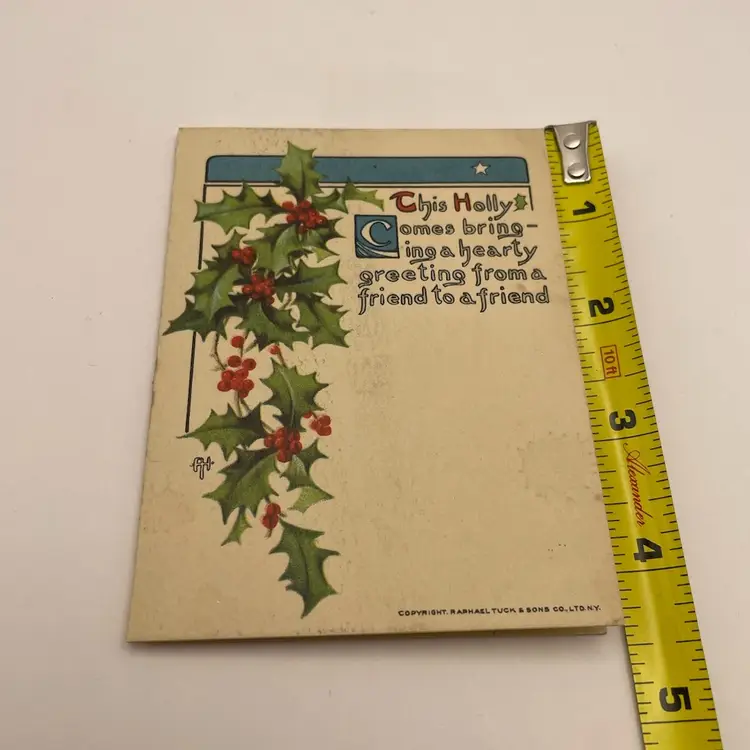 This Holly
Comes bring-
ing a hearty
greeting from a
friend to a friend
COPYRIGHT. RAPHAEL TUCK & SONS CO., LTD. N.Y.
1
2
10 ft
3
Alexander
4
5